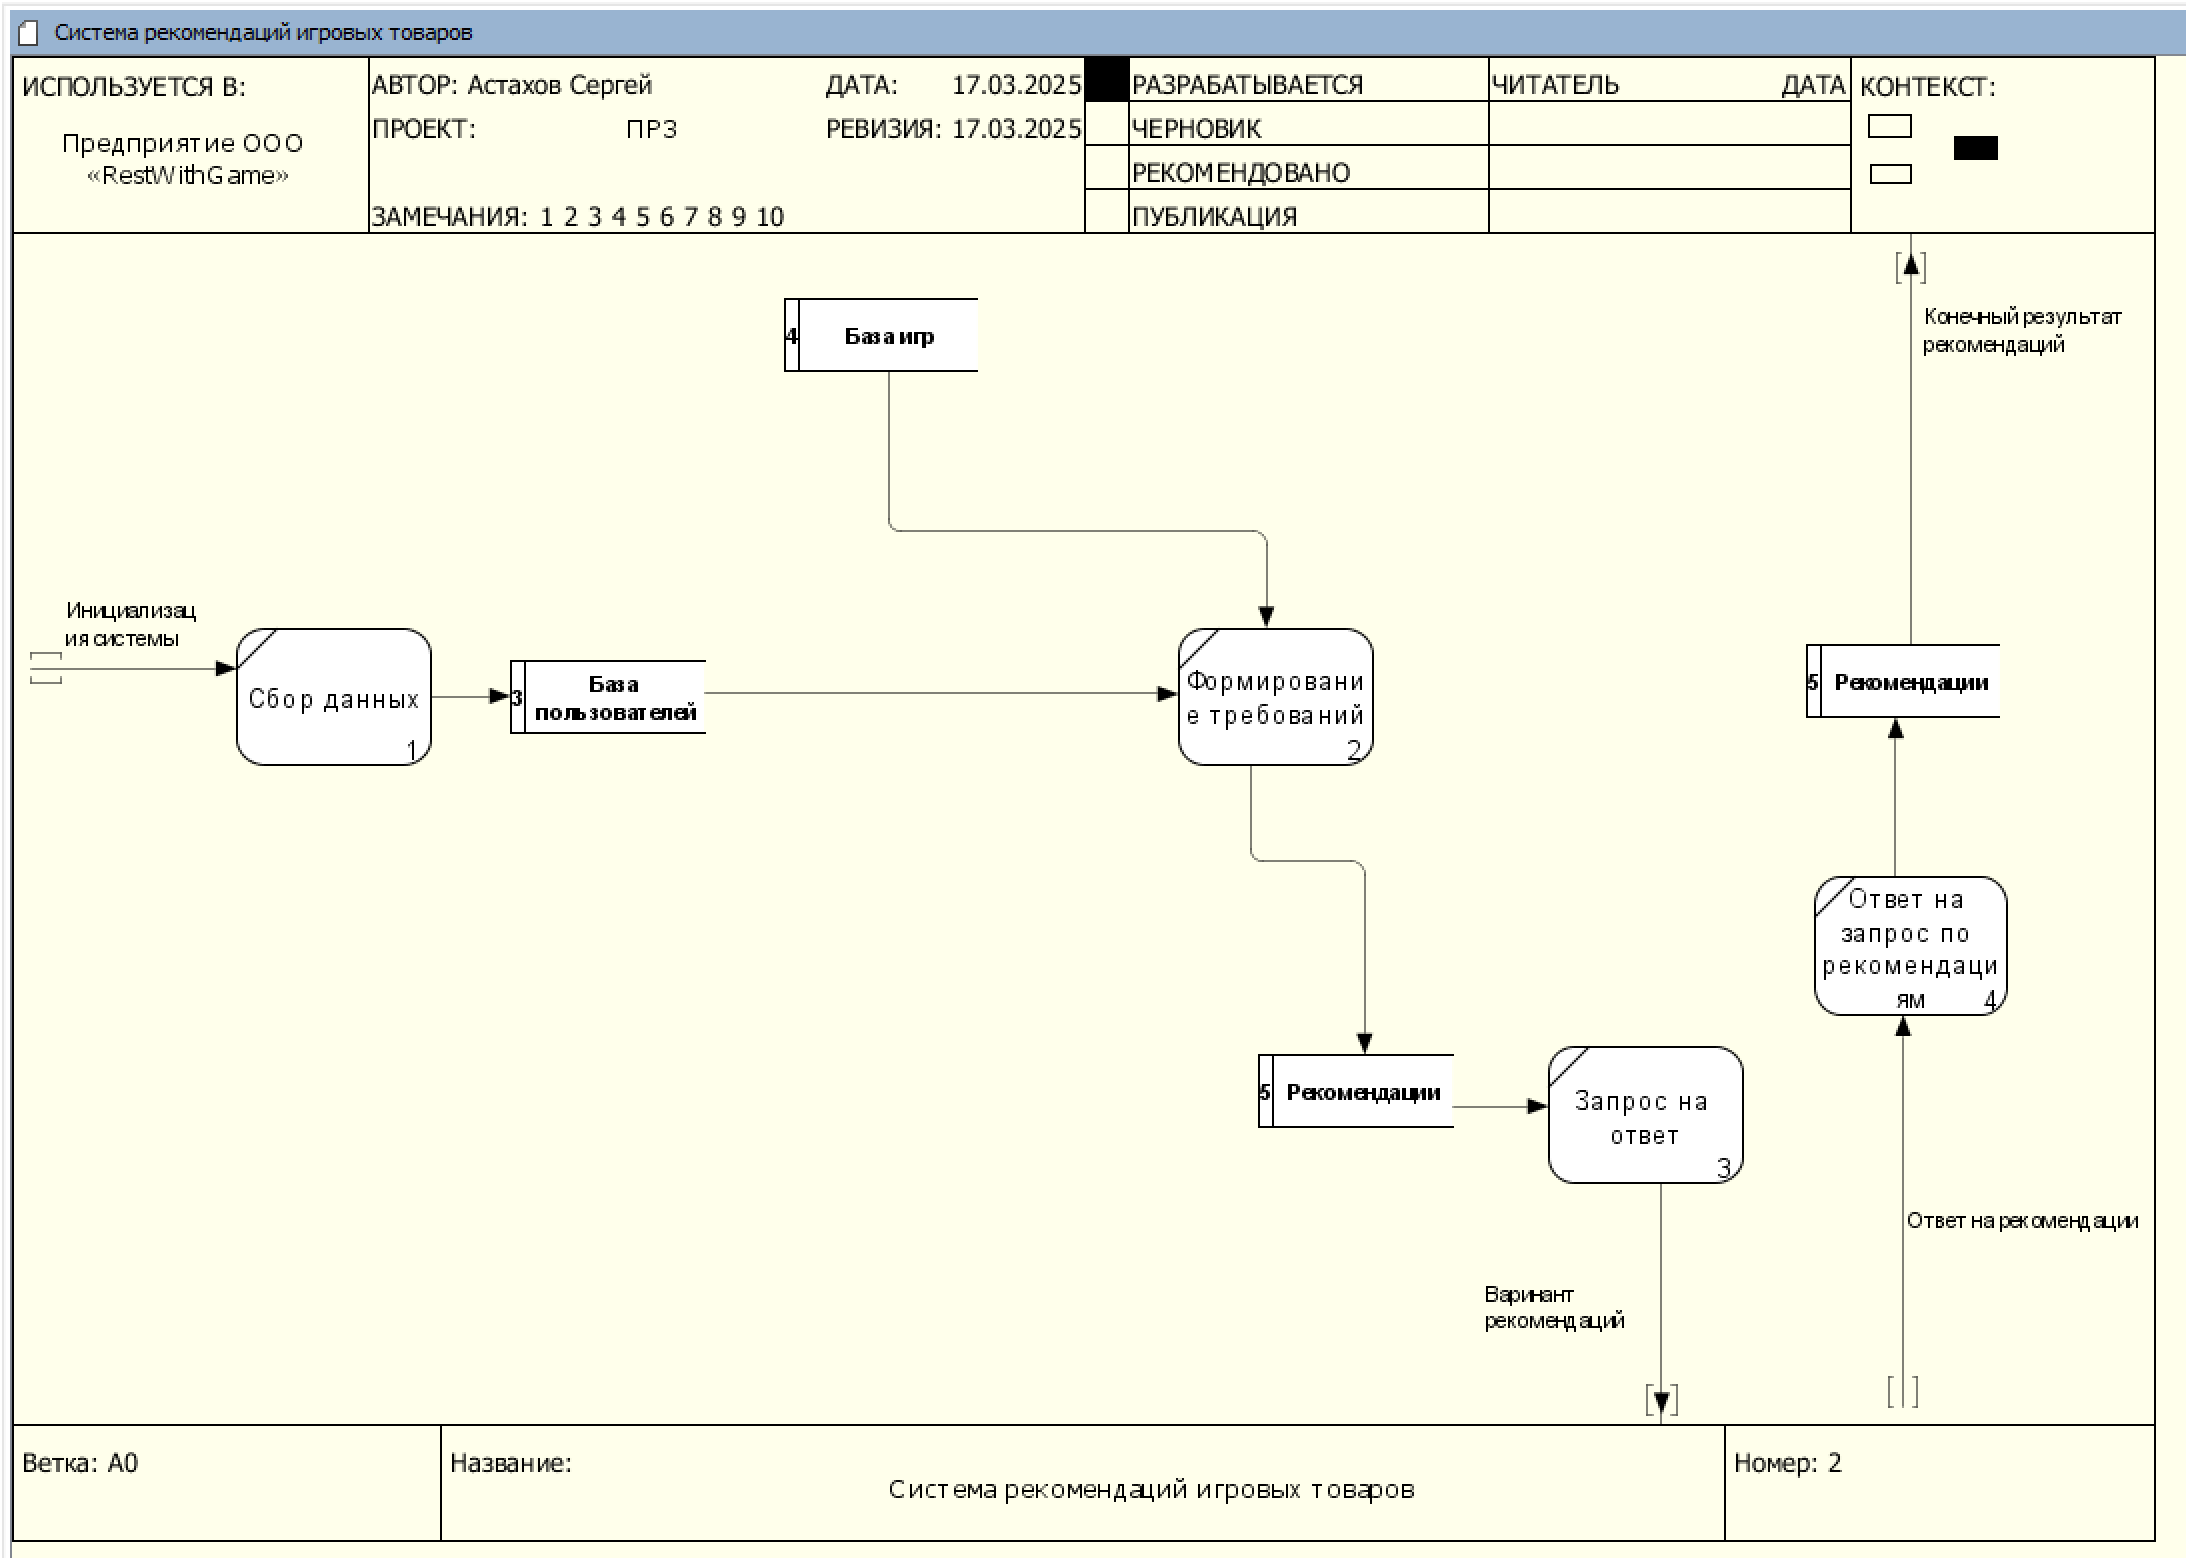 Система рекомендаций игровых товаров
ИСПОЛЬЗУЕТСЯ В:
Предприятие ООО
«RestWithGame»
АВТОР: Астахов Сергей
ДАТА: 17.03.2025
ПРОЕКТ: ПР3
РЕВИЗИЯ: 17.03.2025
ЗАМЕЧАНИЯ: 1 2 3 4 5 6 7 8 9 10
РАЗРАБАТЫВАЕТСЯ
ЧЕРНОВИК
РЕКОМЕНДОВАНО
ПУБЛИКАЦИЯ
ЧИТАТЕЛЬ ДАТА
КОНТЕКСТ:
Конечный результат
рекомендаций
4 База игр
Инициализац
ия системы
Сбор данных
1
3 База
пользователей
Формировани
е требований
2
5 Рекомендации
Ответ на
запрос по
рекомендаци
ям 4
5 Рекомендации
Запрос на
ответ
3
Ответ на рекомендации
Варинант
рекомендаций
Ветка: A0
Название:
Система рекомендаций игровых товаров
Номер: 2